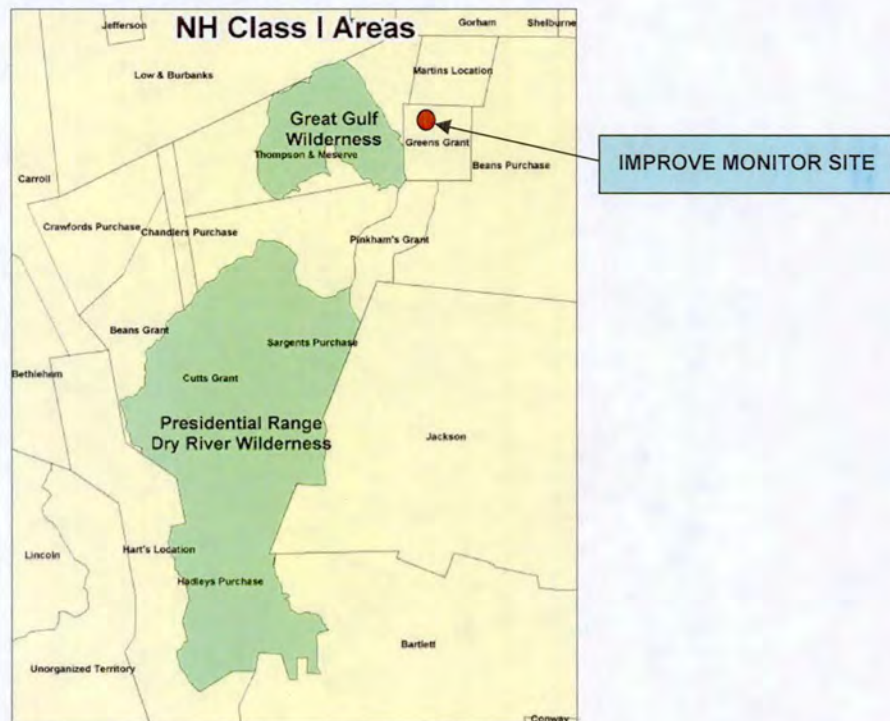 NH Class I Areas
Jefferson
Gorham
Shelburne
Low & Burbanks
Martins Location
Great Gulf
Wilderness
Thompson & Meserve
Greens Grant
Beans Purchase
IMPROVE MONITOR SITE
Carroll
Crawfords Purchase
Chandlers Purchase
Pinkham's Grant
Beans Grant
Sargents Purchase
Bethlehem
Cutts Grant
Presidential Range
Dry River Wilderness
Jackson
Lincoln
Hart's Location
Hadleys Purchase
Bartlett
Unorganized Territory
Conway